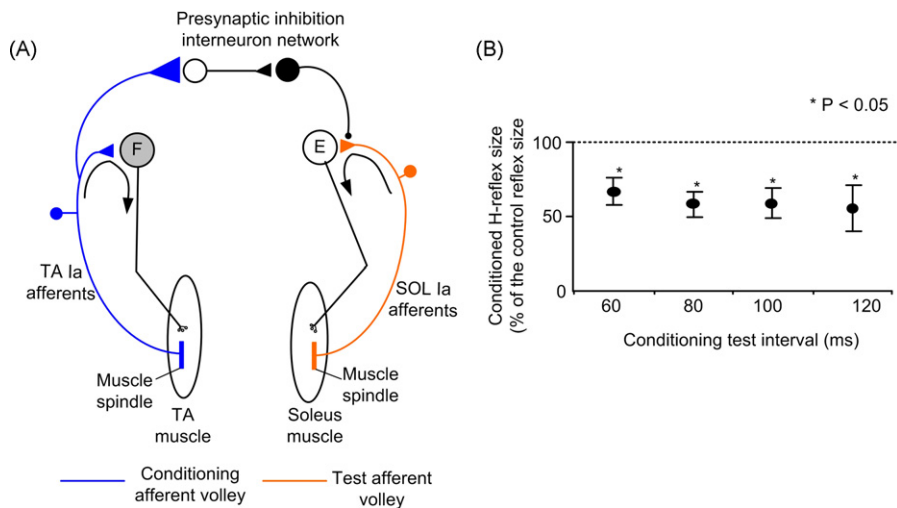 (A)
Presynaptic inhibition
interneuron network
F
E
TA Ia
afferents
SOL Ia
afferents
Muscle
spindle
Muscle
spindle
TA
muscle
Soleus
muscle
Conditioning
afferent volley
Test afferent
volley
(B)
* P < 0.05
Conditioned H-reflex size
(% of the control reflex size)
100
50
0
* * * *
60 80 100 120
Conditioning test interval (ms)